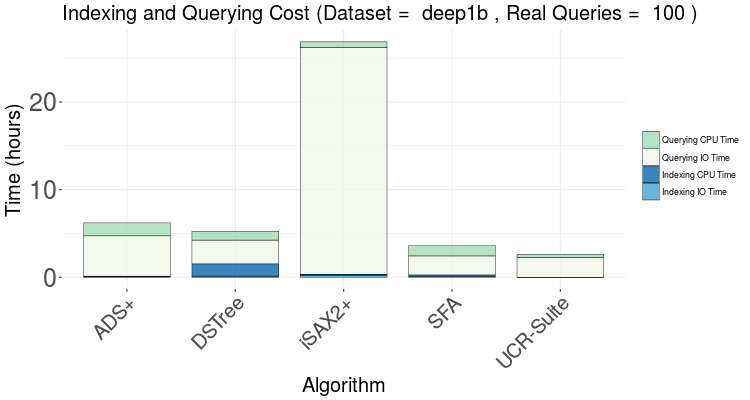 Indexing and Querying Cost (Dataset =  deep1b , Real Queries =  100 )
Time (hours)
20
10
0
ADS+
DSTree
iSAX2+
SFA
UCR-Suite
Algorithm
Querying CPU Time
Querying IO Time
Indexing CPU Time
Indexing IO Time